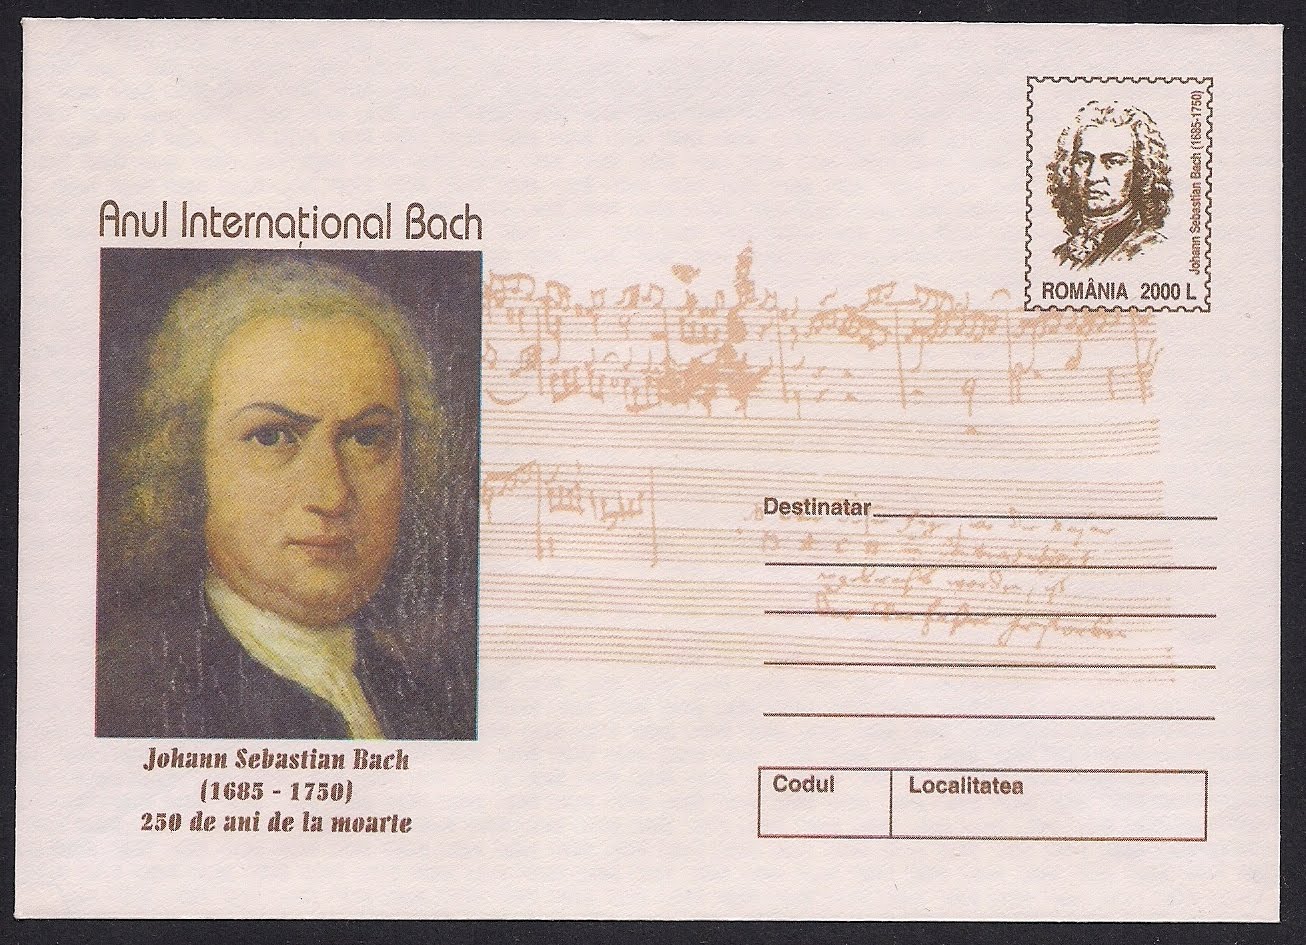 Anul Internațional Bach
Johann Sebastian Bach (1685-1750)
ROMÂNIA 2000 L
Destinatar
Codul
Localitatea
Johann Sebastian Bach
(1685 - 1750)
250 de ani de la moarte